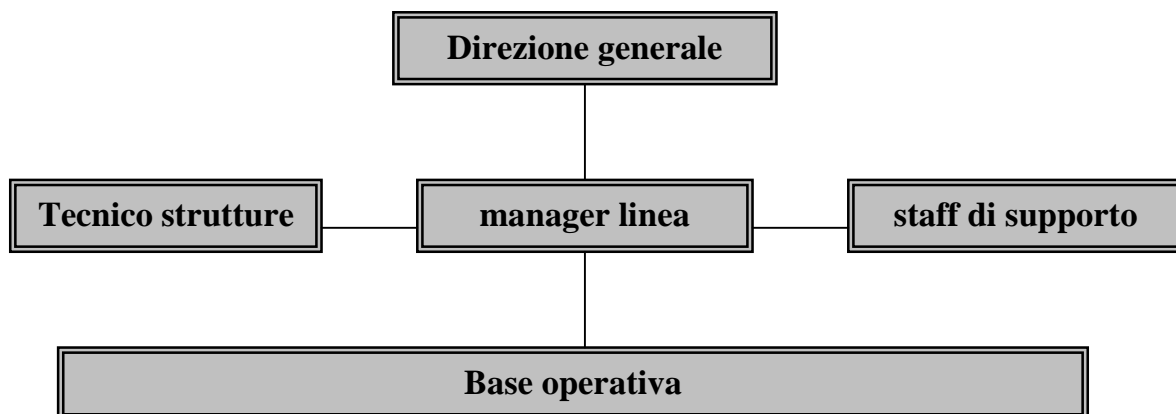 Direzione generale
Tecnico strutture
manager linea
staff di supporto
Base operativa